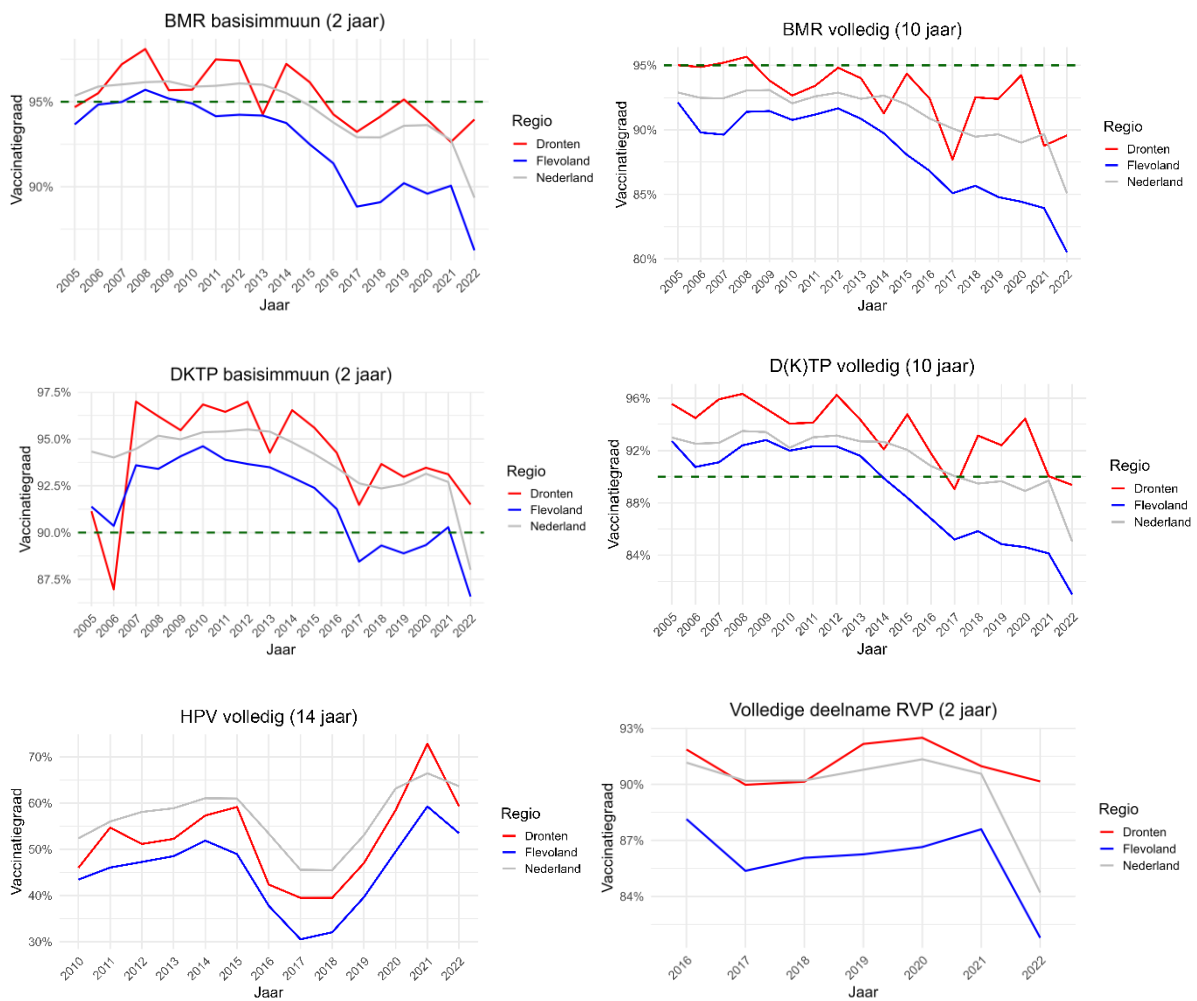 BMR basisimmuun (2 jaar)
Vaccinatiegraad
95%
90%
2005 2006 2007 2008 2009 2010 2011 2012 2013 2014 2015 2016 2017 2018 2019 2020 2021 2022
Jaar
Regio
Dronten
Flevoland
Nederland
BMR volledig (10 jaar)
Vaccinatiegraad
95%
90%
85%
80%
2005 2006 2007 2008 2009 2010 2011 2012 2013 2014 2015 2016 2017 2018 2019 2020 2021 2022
Jaar
Regio
Dronten
Flevoland
Nederland
DKTP basisimmuun (2 jaar)
Vaccinatiegraad
97.5%
95.0%
92.5%
90.0%
87.5%
2005 2006 2007 2008 2009 2010 2011 2012 2013 2014 2015 2016 2017 2018 2019 2020 2021 2022
Jaar
Regio
Dronten
Flevoland
Nederland
D(K)TP volledig (10 jaar)
Vaccinatiegraad
96%
92%
88%
84%
2005 2006 2007 2008 2009 2010 2011 2012 2013 2014 2015 2016 2017 2018 2019 2020 2021 2022
Jaar
Regio
Dronten
Flevoland
Nederland
HPV volledig (14 jaar)
Vaccinatiegraad
70%
60%
50%
40%
30%
2010 2011 2012 2013 2014 2015 2016 2017 2018 2019 2020 2021 2022
Jaar
Regio
Dronten
Flevoland
Nederland
Volledige deelname RVP (2 jaar)
Vaccinatiegraad
93%
90%
87%
84%
2016 2017 2018 2019 2020 2021 2022
Jaar
Regio
Dronten
Flevoland
Nederland